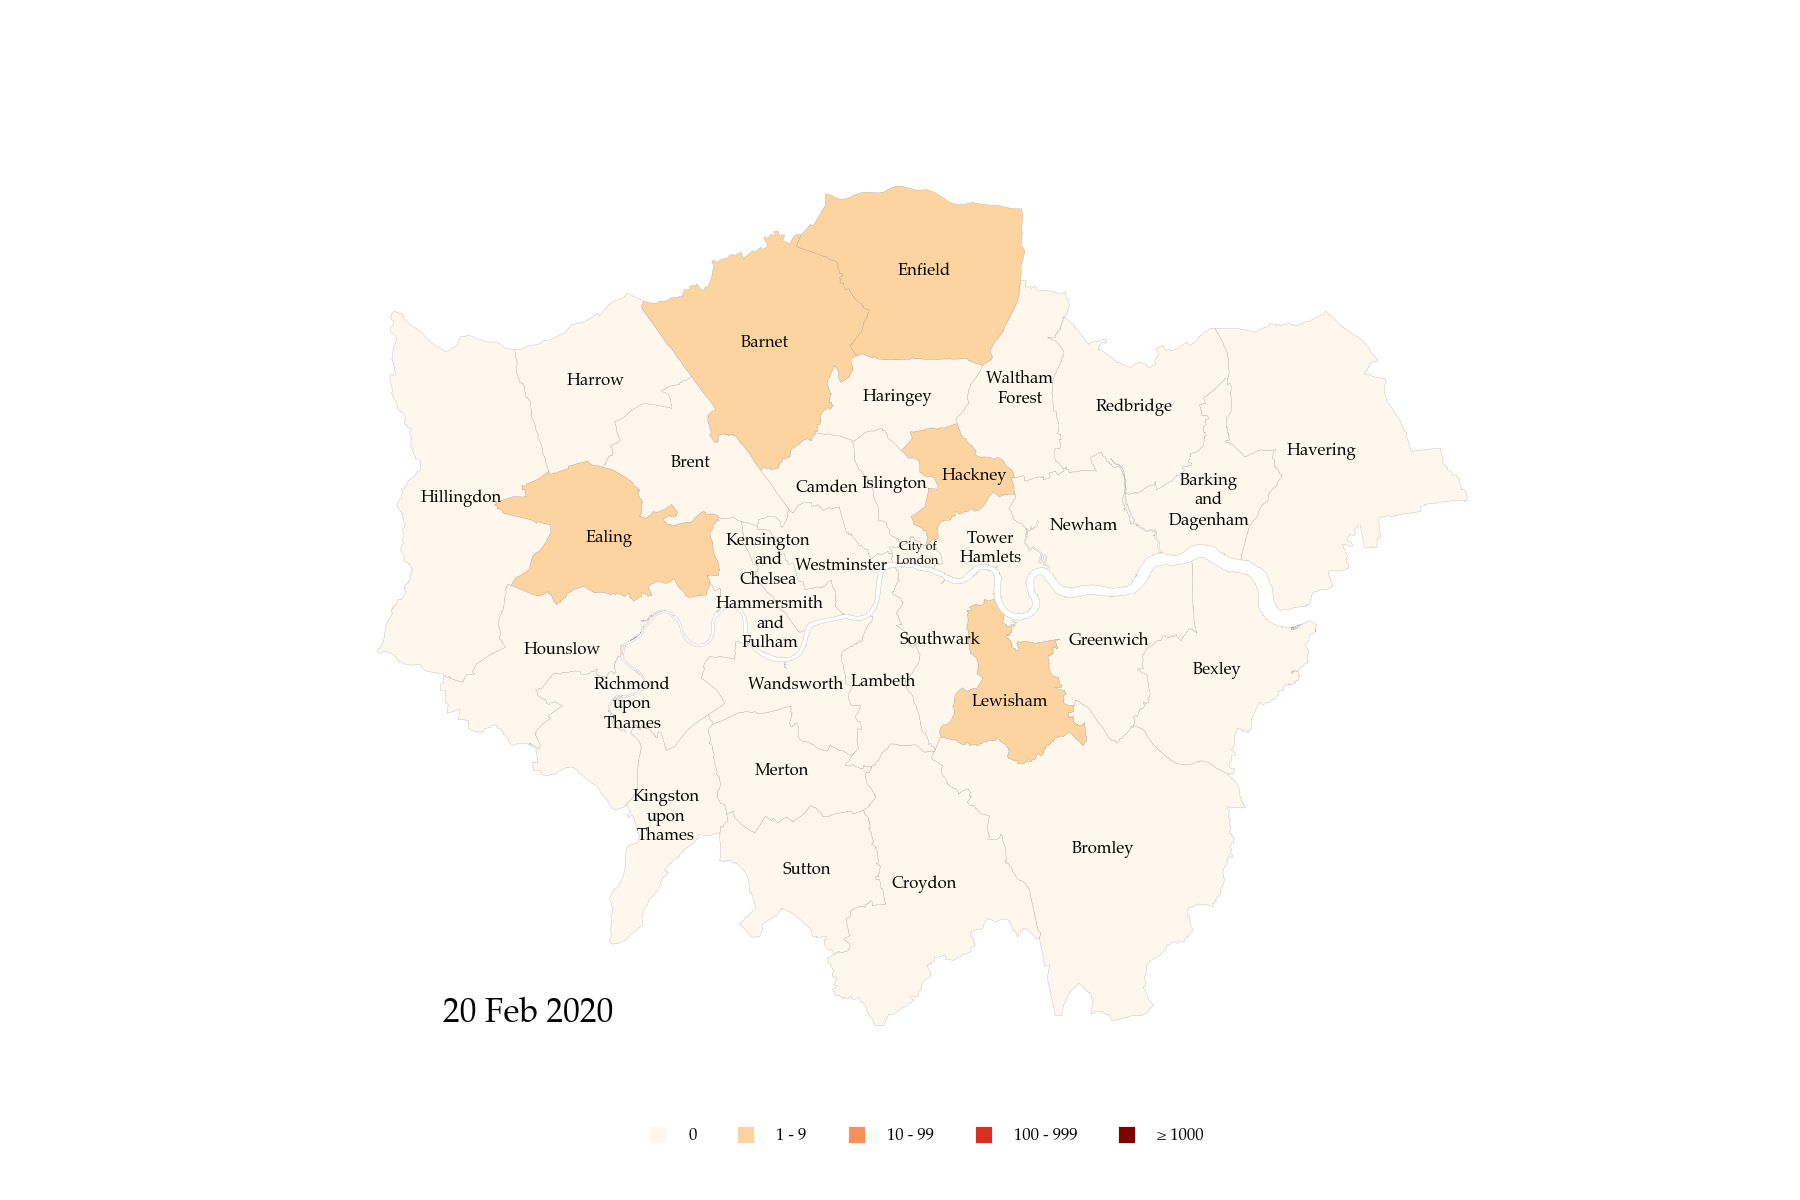 Enfield
Barnet
Harrow
Haringey
Waltham
Forest
Redbridge
Havering
Brent
Hackney
Camden
Islington
Barking
and
Dagenham
Hillingdon
Ealing
Newham
Kensington
and
Chelsea
Westminster
City of
London
Tower
Hamlets
Hammersmith
and
Fulham
Hounslow
Southwark
Greenwich
Bexley
Richmond
upon
Thames
Wandsworth
Lambeth
Lewisham
Merton
Kingston
upon
Thames
Sutton
Croydon
Bromley
20 Feb 2020
0
1 - 9
10 - 99
100 - 999
≥ 1000